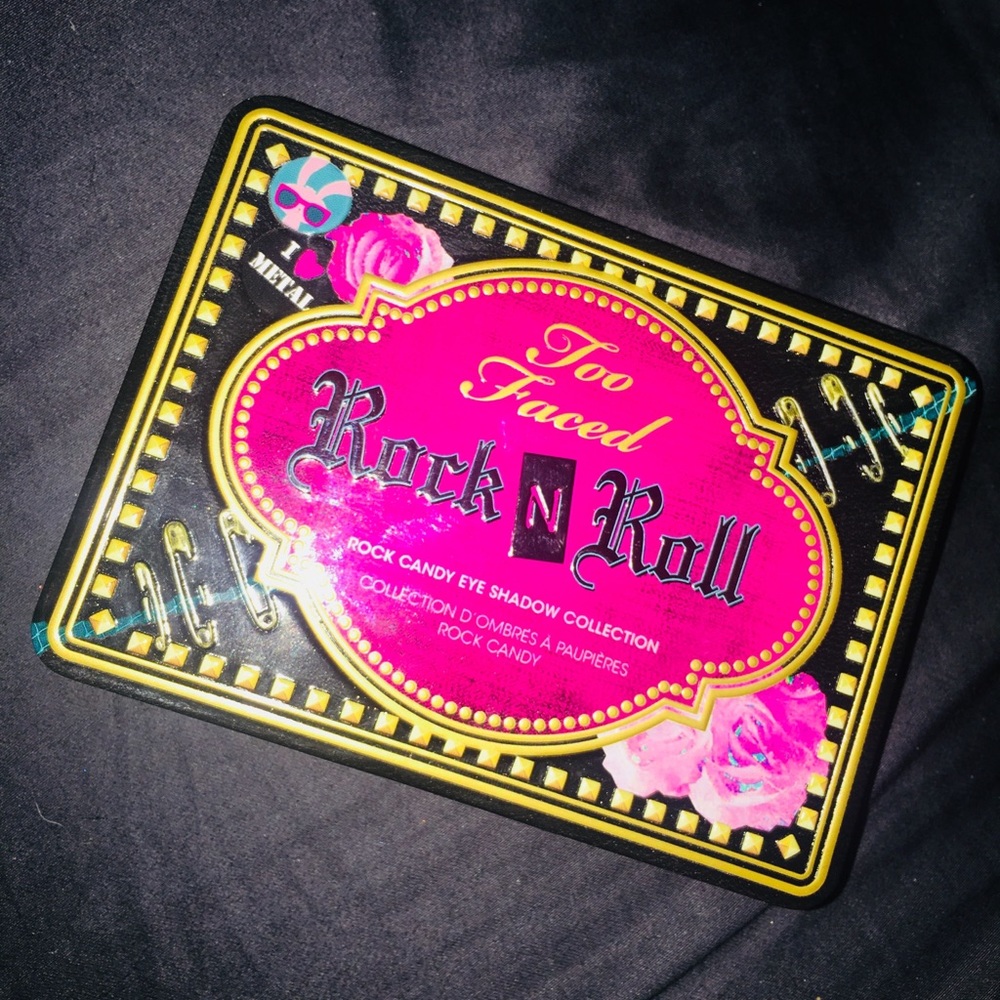 I
METAL
Too
Faced
Rock N Roll
ROCK CANDY EYE SHADOW COLLECTION
COLLECTION D'OMBRES À PAUPIÈRES
ROCK CANDY